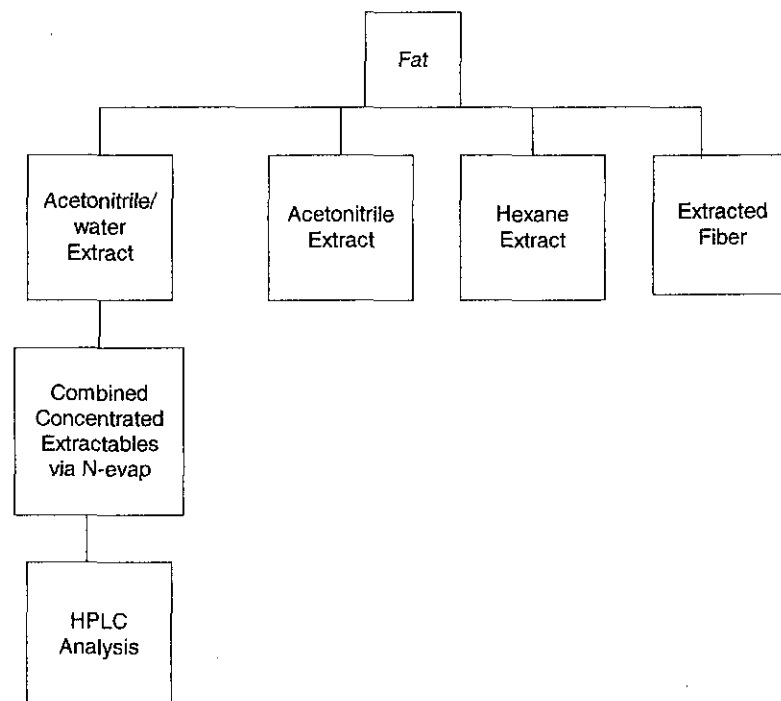 Fat
Acetonitrile/
water
Extract
Acetonitrile
Extract
Hexane
Extract
Extracted
Fiber
Combined
Concentrated
Extractables
via N-evap
HPLC
Analysis